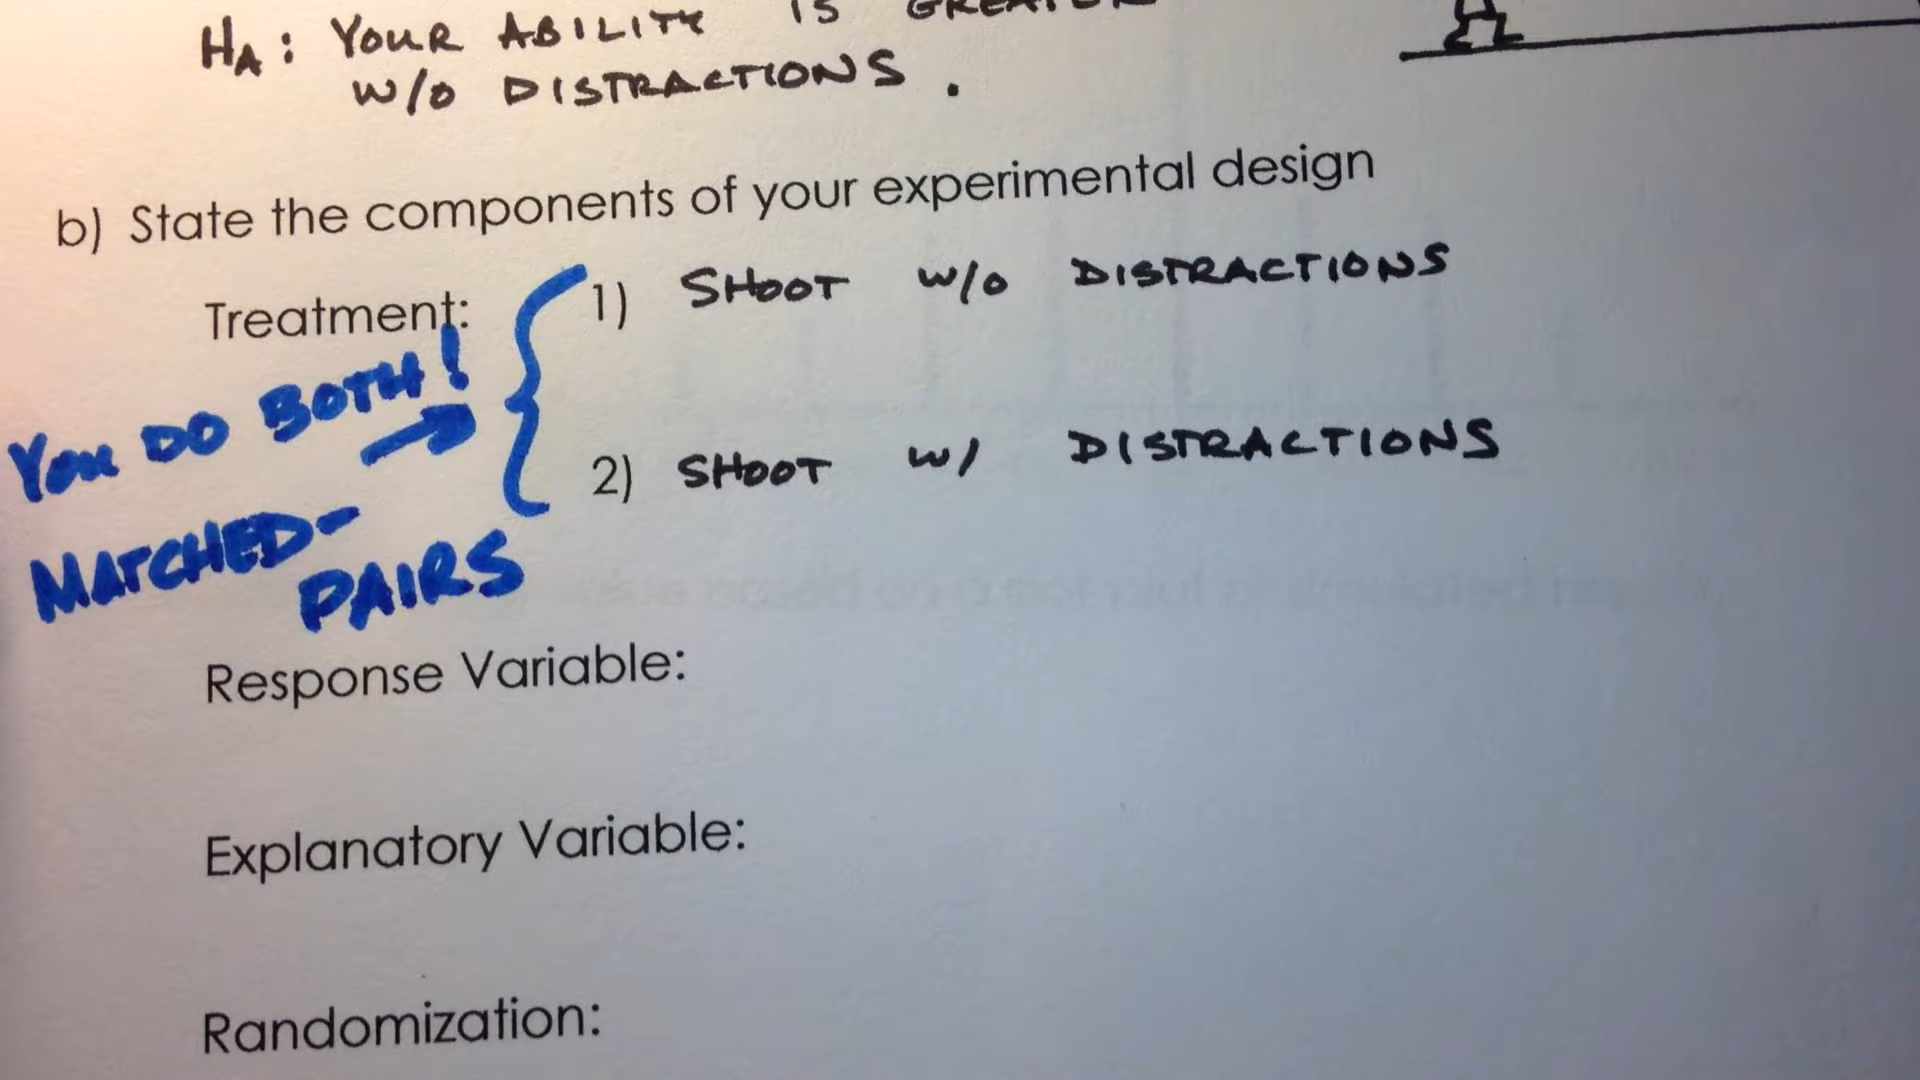 HA: YOUR ABILITY IS GREATER
W/O DISTRACTIONS.
b) State the components of your experimental design
Treatment:
1) SHOOT W/O DISTRACTIONS
YOU DO BOTH!
2) SHOOT W/ DISTRACTIONS
MATCHED-
PAIRS
Response Variable:
Explanatory Variable:
Randomization: